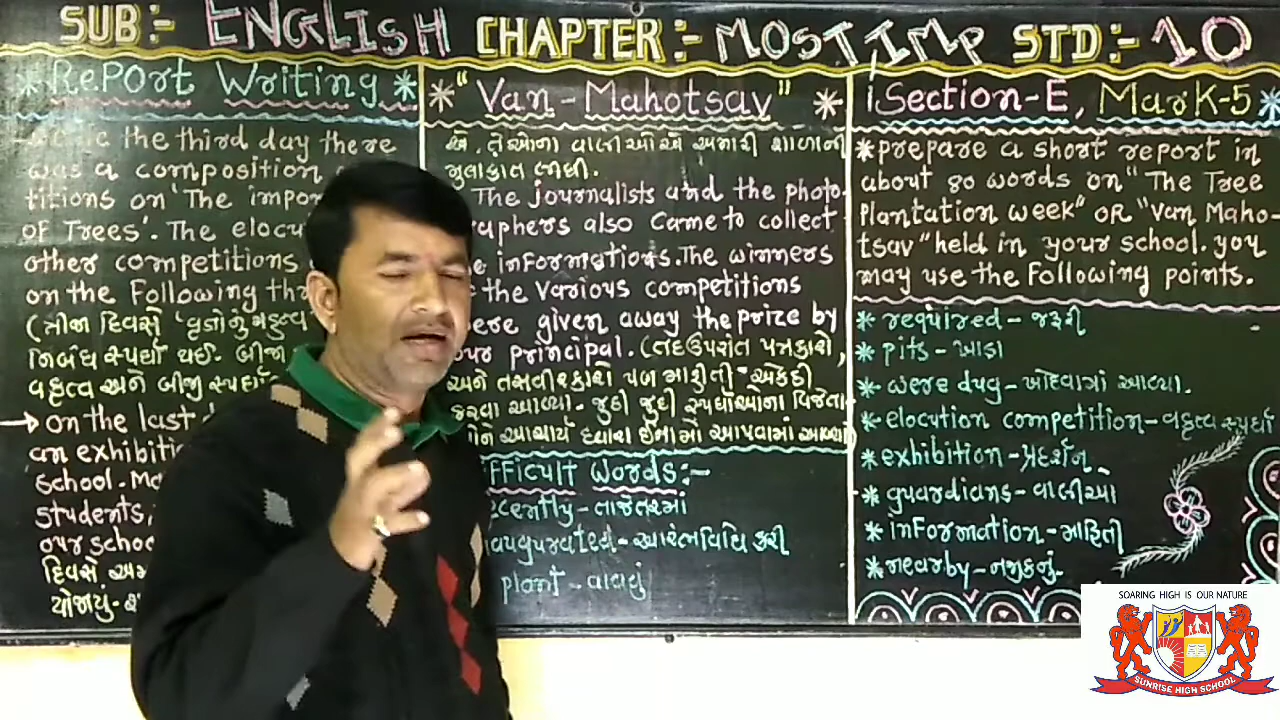 SUB:- ENGLISH CHAPTER:- MOST IMP STD:- 10
*RePORt Writing*
the third day there
was a composition
titions on 'The impor
OF Trees'. The elocu
other competitions
on the Following th
(ત્રીજા દિવસે 'વૃક્ષોનું મહત્વ
નિબંધ સ્પર્ધા થઈ. બીજા
વકૃત્વ અને બીજી સ્પર્ધા
→ on the last
an exhibiti
school. Ma
students,
our schoo
દિવસે, અમ
યોજાયુ-
* "Van-Mahotsav" *
એ. તેઓના વાલીઓએ અમારી શાળાની
મુલાકાત લીધી.
The journalists and the photo-
raphers also Came to collect
e inFormations. The winners
the various competitions
ere given away the prize by
our principal. (તદઉપરાંત પત્રકારો,
અને તસવીરકારો પણ માહીતી એકઠી
કરવા આવ્યા. જુદી જુદી સ્પર્ધાઓના વિજેતા-
ઓને આચાર્ય દ્વારા ઈનામો આપવામાં આવ્યા)
fficult Words:-
cently - તાજેતરમાં
augurated - આરંભવિધિ કરી
plant - વાવવું
Section-E, Mark-5
*prepare a short report in
about 80 words on "The Tree
Plantation week" OR "Van Maho-
tsav" held in your school. you
may use the Following points.
* required - જરૂરી
* pits - ખાડા
* were dug - ખોદવામાં આવ્યા.
* elocution competition - વકૃત્વ સ્પર્ધા
* exhibition - પ્રદર્શન
* guardians - વાલીઓ
* inFormation - માહિતી
* nearby - નજીકનું.
SOARING HIGH IS OUR NATURE
SUNRISE HIGH SCHOOL